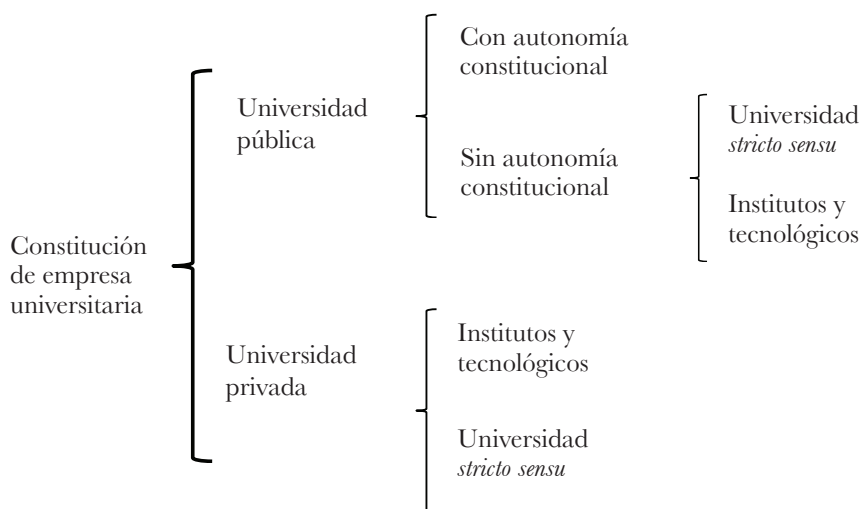 Con autonomía
constitucional
Universidad
pública
Universidad
stricto sensu
Sin autonomía
constitucional
Institutos y
tecnológicos
Constitución
de empresa
universitaria
Institutos y
tecnológicos
Universidad
privada
Universidad
stricto sensu